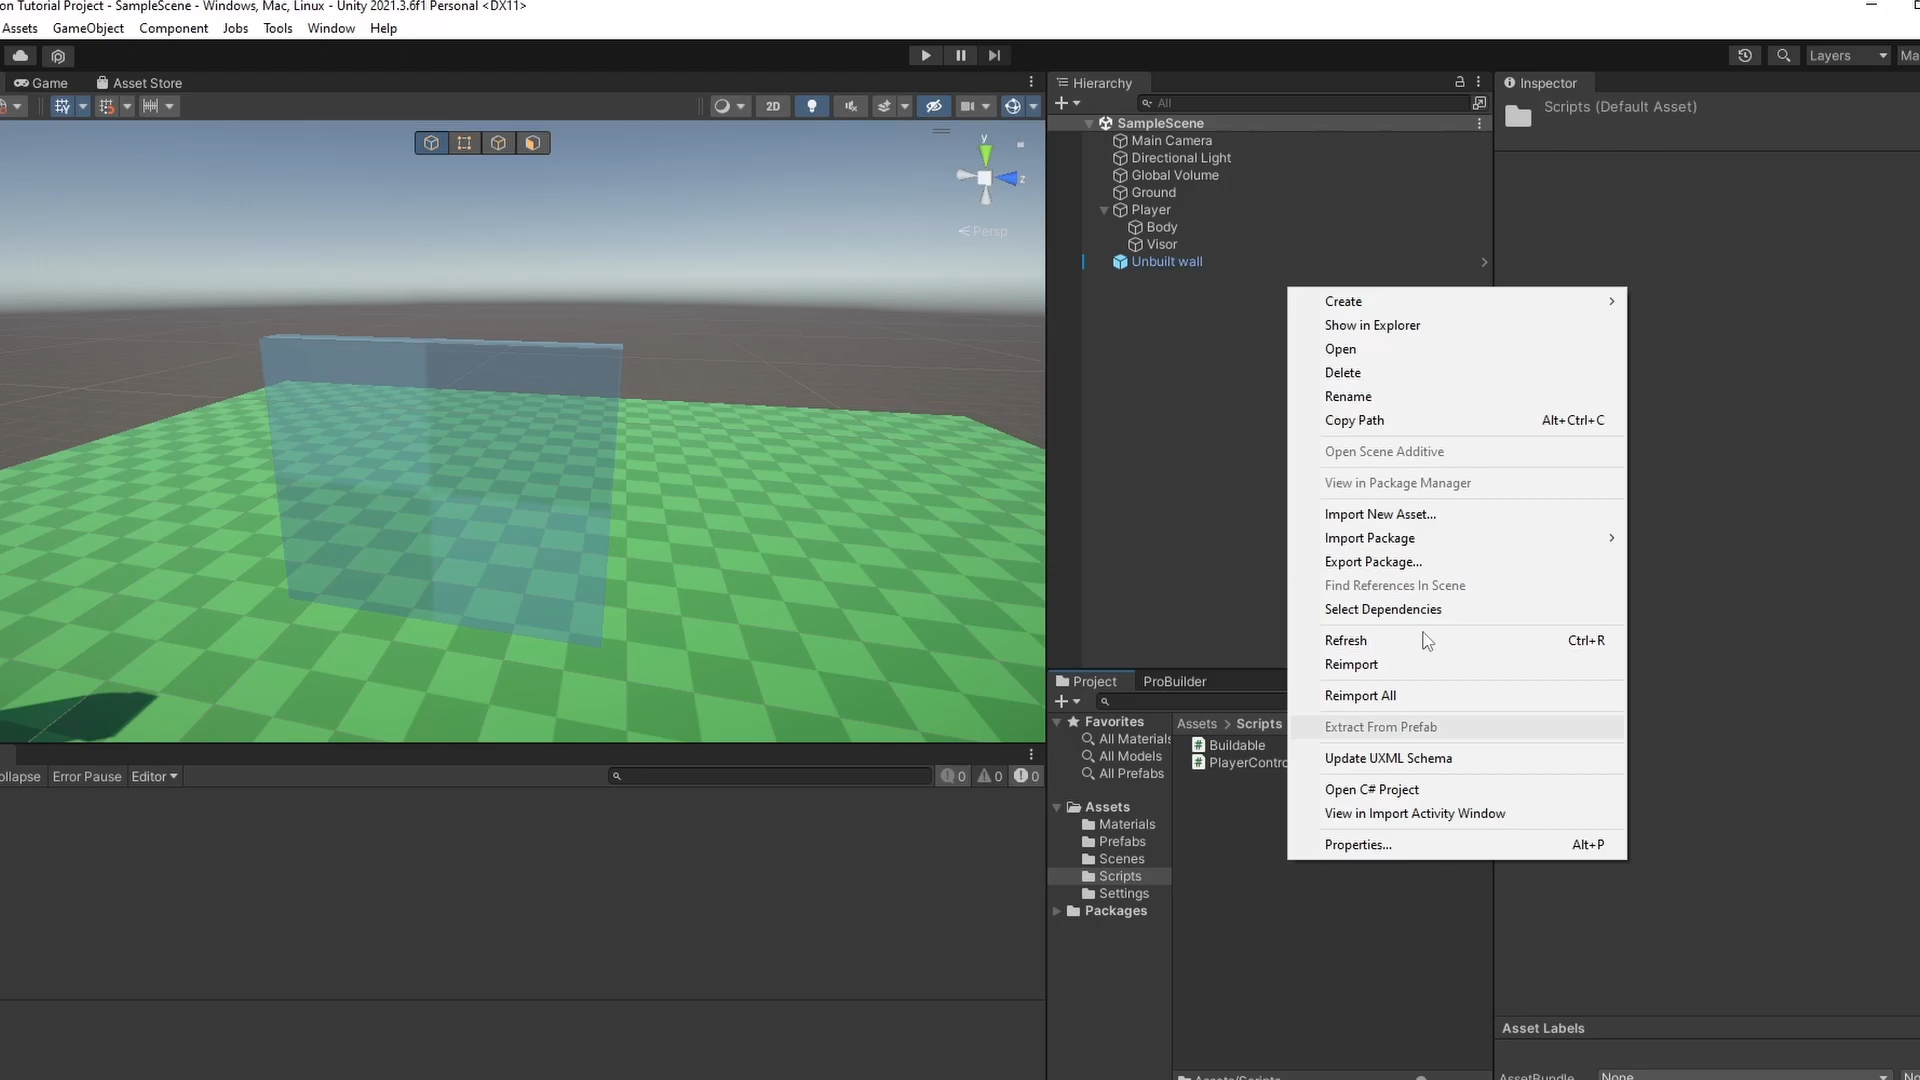 on Tutorial Project - SampleScene - Windows, Mac, Linux - Unity 2021.3.6f1 Personal <DX11>
Assets GameObject Component Jobs Tools Window Help
Layers Ma
Game Asset Store
2D
y
z
Persp
Hierarchy
All
SampleScene
Main Camera
Directional Light
Global Volume
Ground
Player
Body
Visor
Unbuilt wall
Inspector
Scripts (Default Asset)
Create
Show in Explorer
Open
Delete
Rename
Copy Path Alt+Ctrl+C
Open Scene Additive
View in Package Manager
Import New Asset...
Import Package
Export Package...
Find References In Scene
Select Dependencies
Refresh Ctrl+R
Reimport
Reimport All
Extract From Prefab
Update UXML Schema
Open C# Project
View in Import Activity Window
Properties... Alt+P
Project ProBuilder
Favorites
All Materials
All Models
All Prefabs
Assets
Materials
Prefabs
Scenes
Scripts
Settings
Packages
Assets > Scripts
Buildable
PlayerContro
ollapse Error Pause Editor
0 0 0
Asset Labels
AssetBundle None
Assets/Scripts